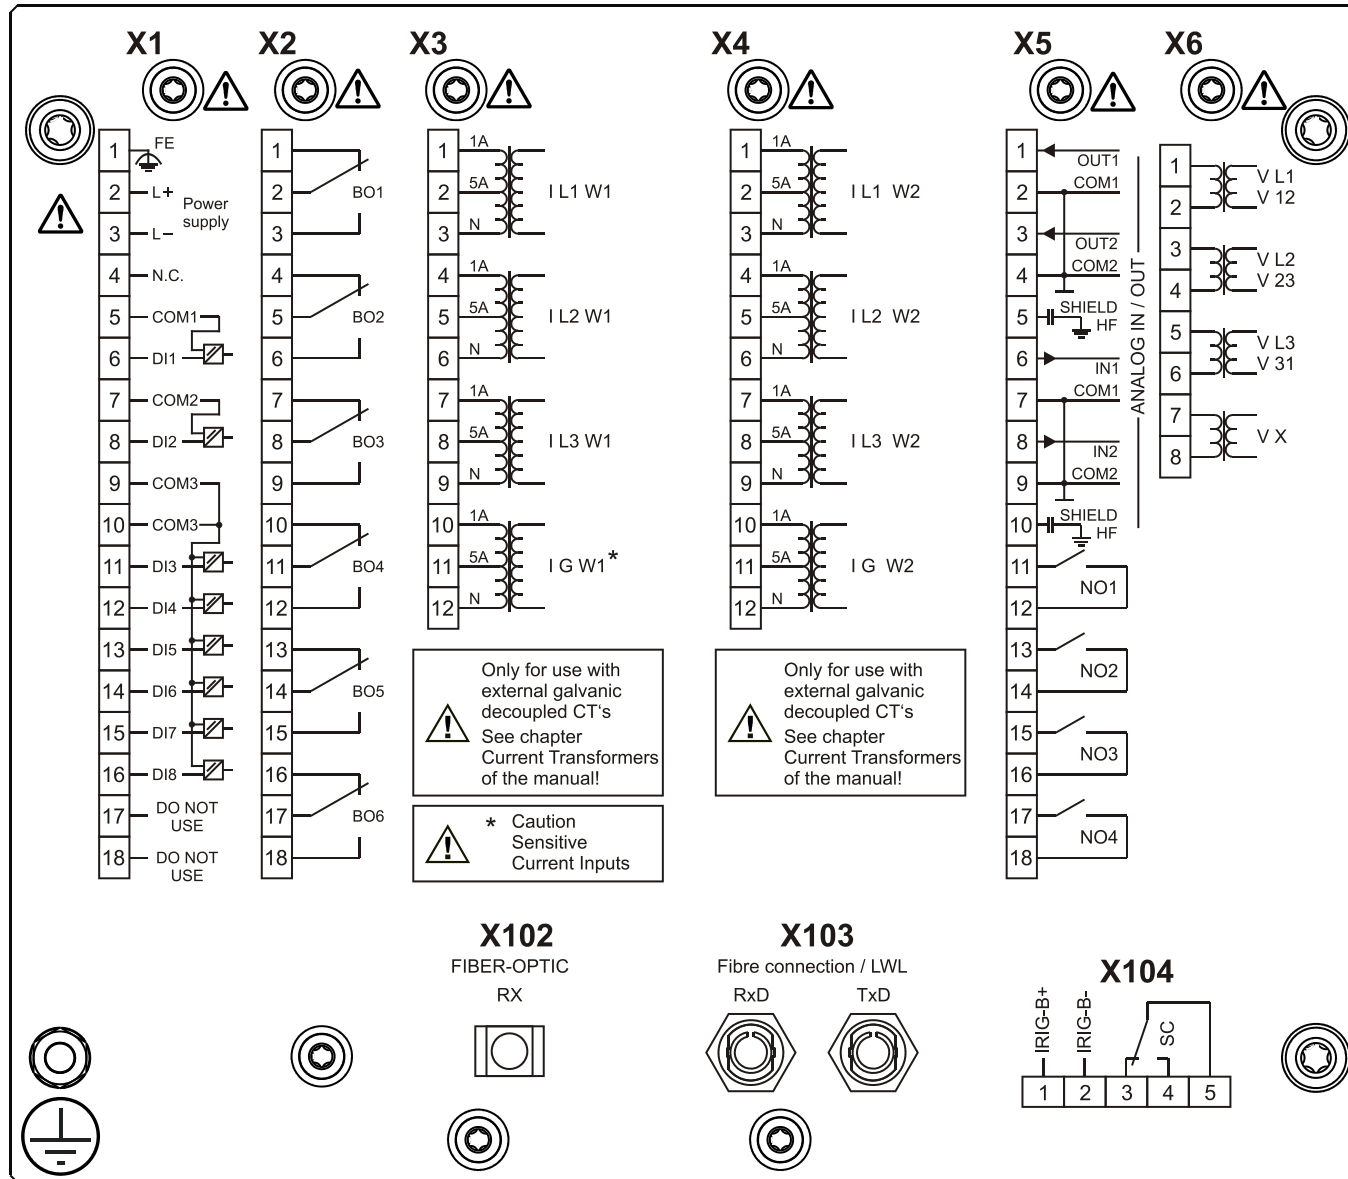 X1
X2
X3
X4
X5
X6
1 FE
2 L+ Power
supply
3 L–
4 N.C.
5 COM1
6 DI1
7 COM2
8 DI2
9 COM3
10 COM3
11 DI3
12 DI4
13 DI5
14 DI6
15 DI7
16 DI8
17 DO NOT
USE
18 DO NOT
USE
1
2 BO1
3
4
5 BO2
6
7
8 BO3
9
10
11 BO4
12
13
14 BO5
15
16
17 BO6
18
1 1A
2 5A I L1 W1
3 N
4 1A
5 5A I L2 W1
6 N
7 1A
8 5A I L3 W1
9 N
10 1A
11 5A I G W1*
12 N
Only for use with
external galvanic
decoupled CT's
See chapter
Current Transformers
of the manual!
* Caution
Sensitive
Current Inputs
1 1A
2 5A I L1 W2
3 N
4 1A
5 5A I L2 W2
6 N
7 1A
8 5A I L3 W2
9 N
10 1A
11 5A I G W2
12 N
Only for use with
external galvanic
decoupled CT's
See chapter
Current Transformers
of the manual!
1 OUT1
2 COM1
3 OUT2
4 COM2
5 SHIELD
HF
6 IN1
7 COM1
8 IN2
9 COM2
10 SHIELD
HF
ANALOG IN / OUT
11
NO1
12
13
NO2
14
15
NO3
16
17
NO4
18
1 V L1
2 V 12
3 V L2
4 V 23
5 V L3
6 V 31
7
V X
8
X102
FIBER-OPTIC
RX
X103
Fibre connection / LWL
RxD TxD
X104
IRIG-B+
IRIG-B-
SC
1 2 3 4 5